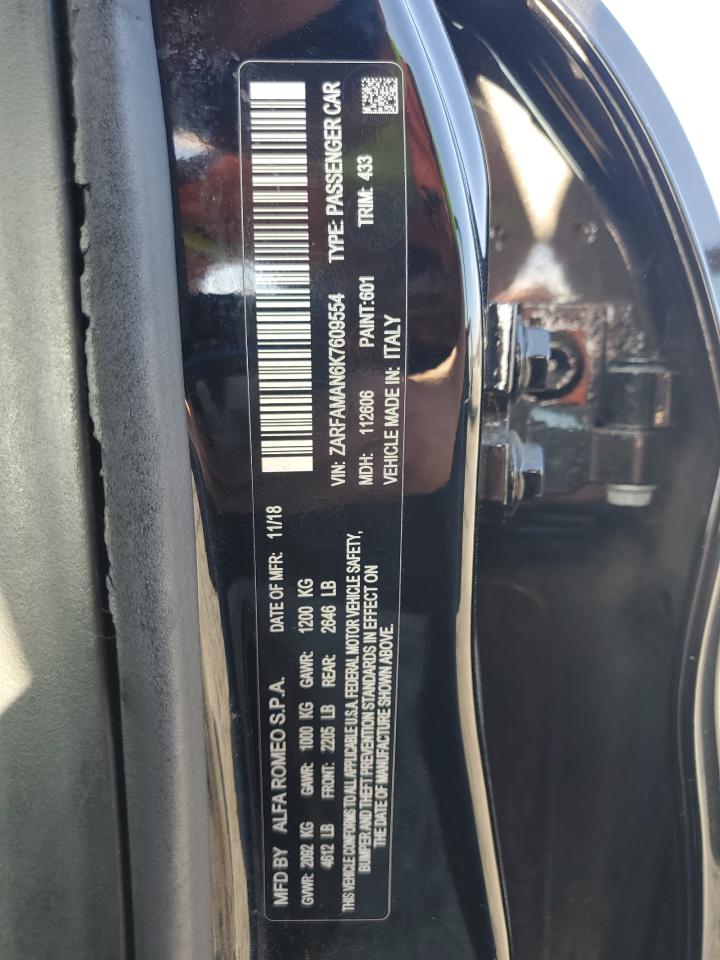 MFD BY ALFA ROMEO S.P.A. DATE OF MFR: 11/18
GVWR: 2092 KG GAWR: 1000 KG GAWR: 1200 KG
4612 LB FRONT: 2205 LB REAR: 2646 LB
THIS VEHICLE CONFORMS TO ALL APPLICABLE U.S.A. FEDERAL MOTOR VEHICLE SAFETY,
BUMPER AND THEFT PREVENTION STANDARDS IN EFFECT ON
THE DATE OF MANUFACTURE SHOWN ABOVE.
VIN: ZARFAMAN6K7609554 TYPE: PASSENGER CAR
MDH: 112606 PAINT:601 TRIM: 433
VEHICLE MADE IN: ITALY